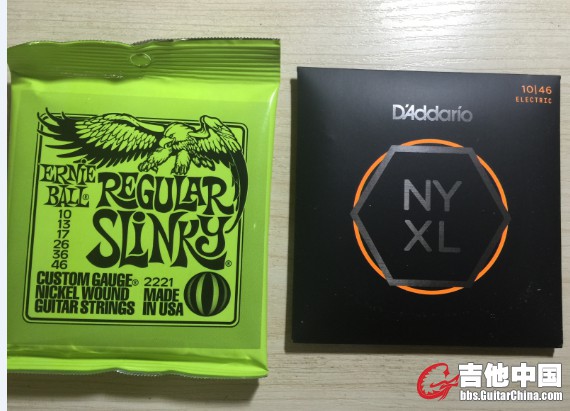 ERNIE BALL®
REGULAR
SLINKY®
10
13
17
26
36
46
CUSTOM GAUGE®
NICKEL WOUND
GUITAR STRINGS
2221
MADE
IN USA
10|46
ELECTRIC
D'Addario
NY
XL
吉他中国
bbs.GuitarChina.com